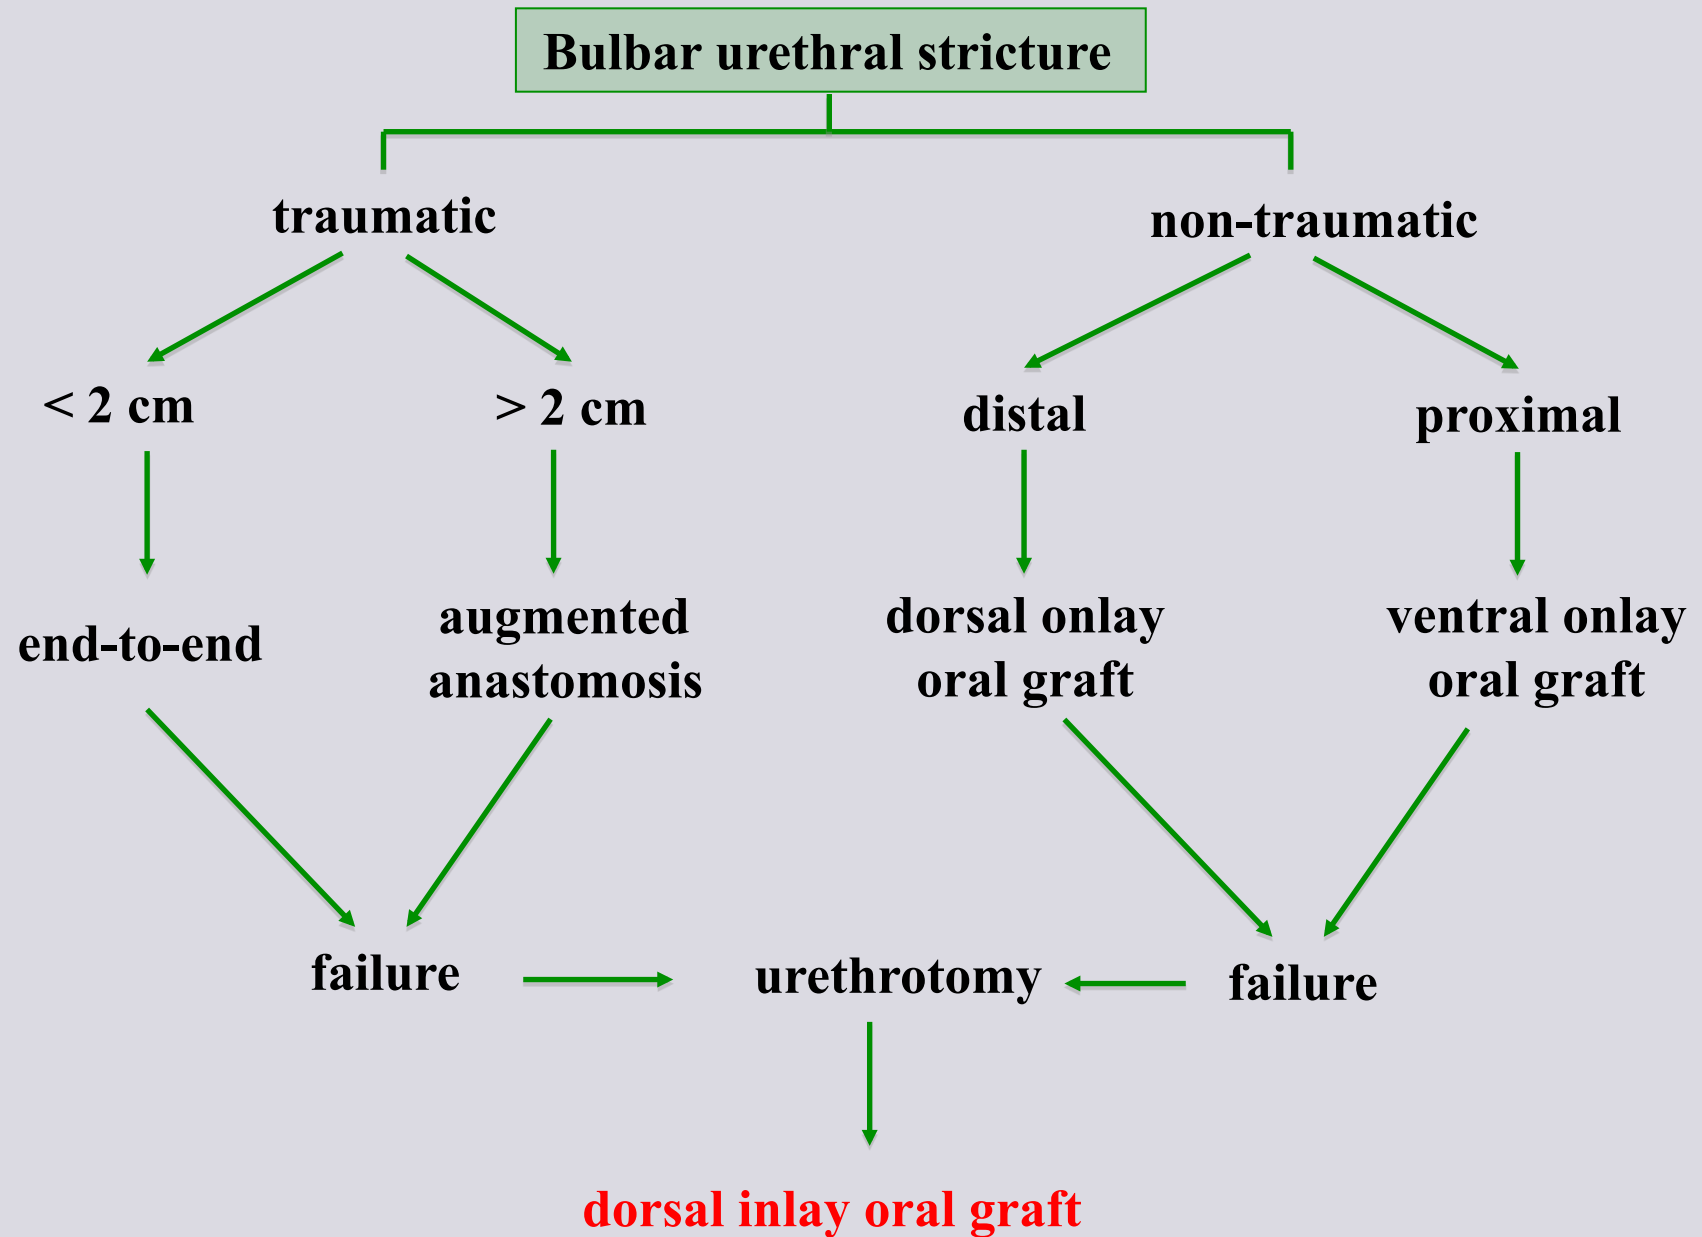 Bulbar urethral stricture
traumatic
non-traumatic
< 2 cm
> 2 cm
distal
proximal
end-to-end
augmented
anastomosis
dorsal onlay
oral graft
ventral onlay
oral graft
failure
urethrotomy
failure
dorsal inlay oral graft